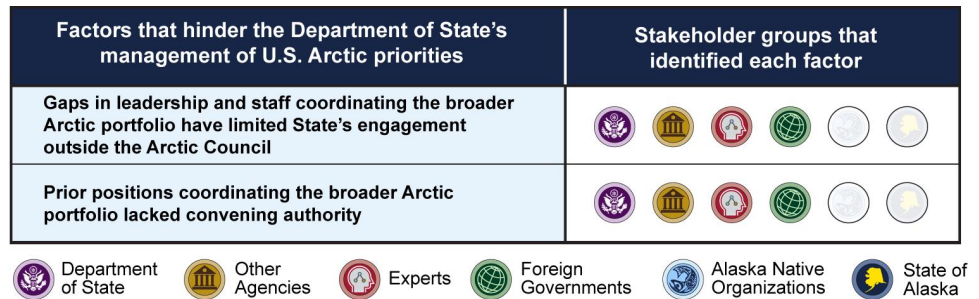 Factors that hinder the Department of State’s
management of U.S. Arctic priorities
Stakeholder groups that
identified each factor
Gaps in leadership and staff coordinating the broader
Arctic portfolio have limited State’s engagement
outside the Arctic Council
Prior positions coordinating the broader Arctic
portfolio lacked convening authority
Department
of State
Other
Agencies
Experts
Foreign
Governments
Alaska Native
Organizations
State of
Alaska